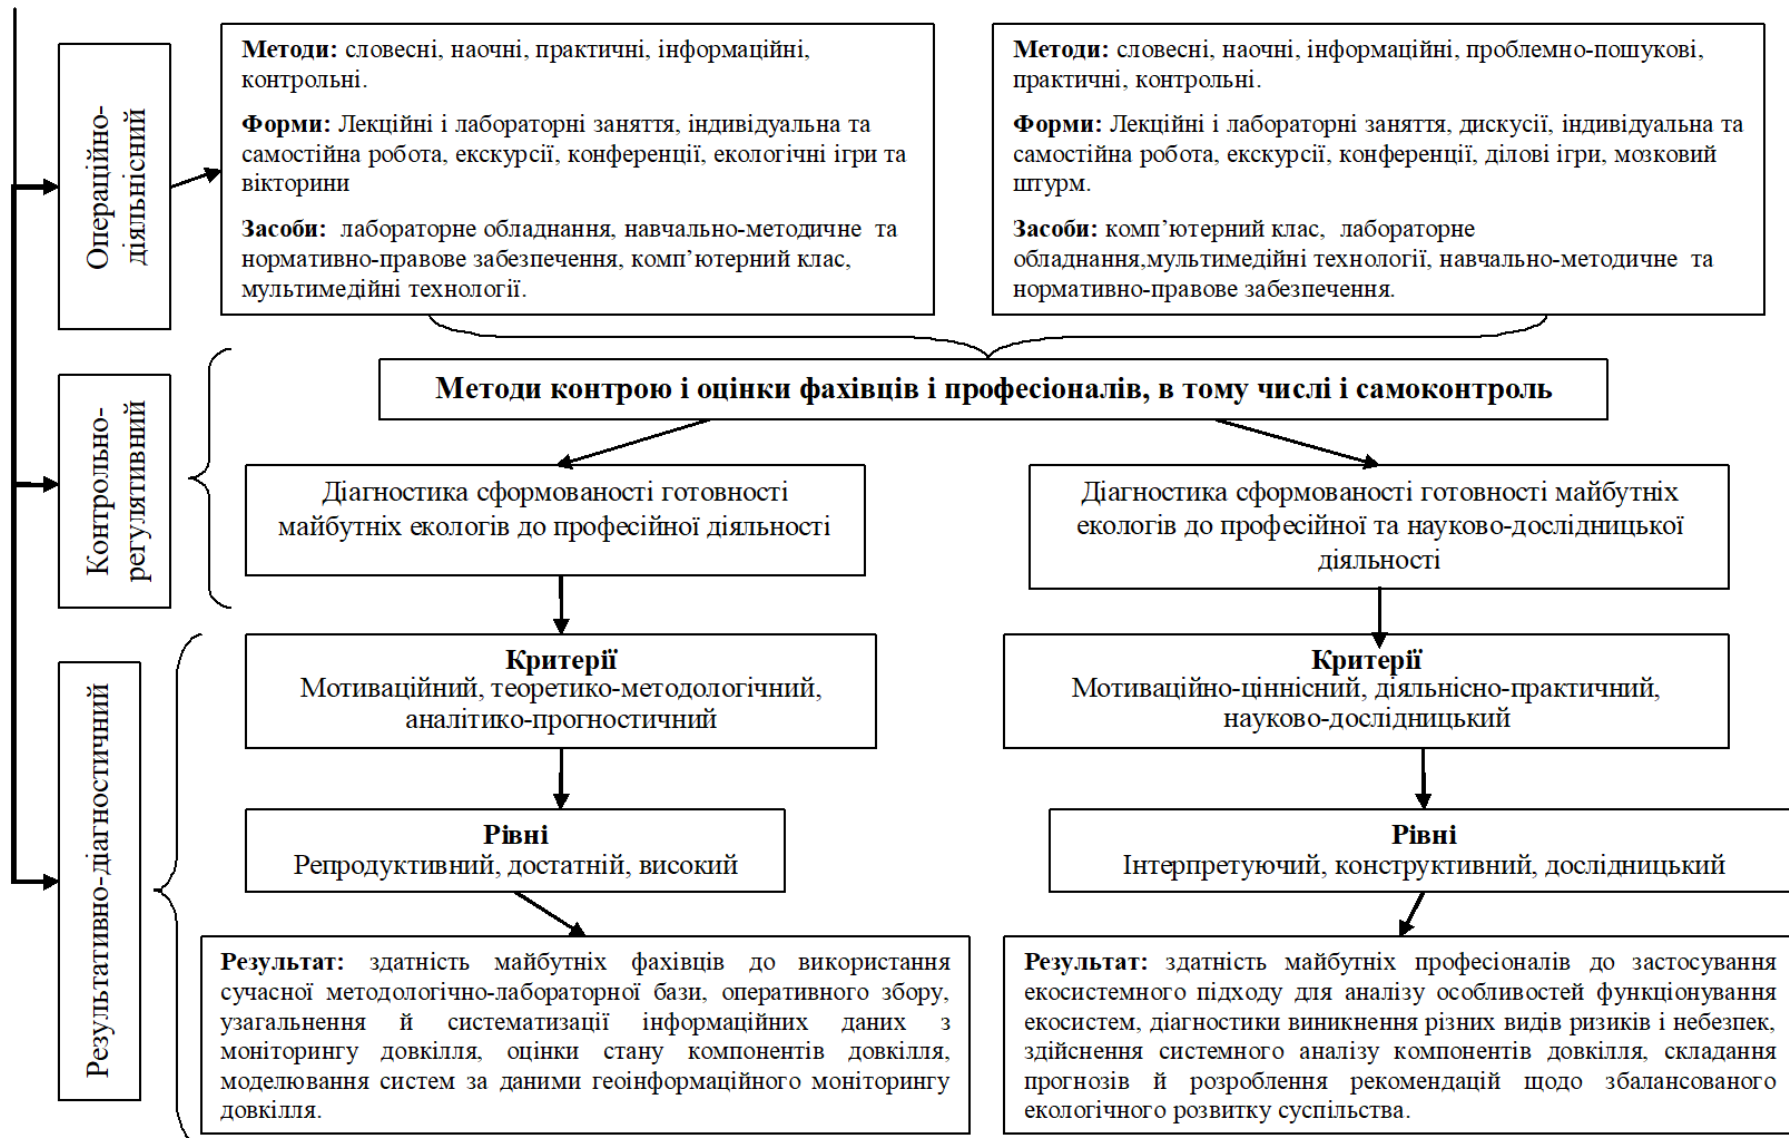 Операційно-
діяльнісний
Методи: словесні, наочні, практичні, інформаційні,
контрольні.
Форми: Лекційні і лабораторні заняття, індивідуальна та
самостійна робота, екскурсії, конференції, екологічні ігри та
вікторини
Засоби: лабораторне обладнання, навчально-методичне та
нормативно-правове забезпечення, комп’ютерний клас,
мультимедійні технології.
Методи: словесні, наочні, інформаційні, проблемно-пошукові,
практичні, контрольні.
Форми: Лекційні і лабораторні заняття, дискусії, індивідуальна та
самостійна робота, екскурсії, конференції, ділові ігри, мозковий
штурм.
Засоби: комп’ютерний клас, лабораторне
обладнання,мультимедійні технології, навчально-методичне та
нормативно-правове забезпечення.
Контрольно-
регулятивний
Методи контрою і оцінки фахівців і професіоналів, в тому числі і самоконтроль
Діагностика сформованості готовності
майбутніх екологів до професійної діяльності
Діагностика сформованості готовності майбутніх
екологів до професійної та науково-дослідницької
діяльності
Результативно-діагностичний
Критерії
Мотиваційний, теоретико-методологічний,
аналітико-прогностичний
Критерії
Мотиваційно-ціннісний, діяльнісно-практичний,
науково-дослідницький
Рівні
Репродуктивний, достатній, високий
Рівні
Інтерпретуючий, конструктивний, дослідницький
Результат: здатність майбутніх фахівців до використання
сучасної методологічно-лабораторної бази, оперативного збору,
узагальнення й систематизації інформаційних даних з
моніторингу довкілля, оцінки стану компонентів довкілля,
моделювання систем за даними геоінформаційного моніторингу
довкілля.
Результат: здатність майбутніх професіоналів до застосування
екосистемного підходу для аналізу особливостей функціонування
екосистем, діагностики виникнення різних видів ризиків і небезпек,
здійснення системного аналізу компонентів довкілля, складання
прогнозів й розроблення рекомендацій щодо збалансованого
екологічного розвитку суспільства.